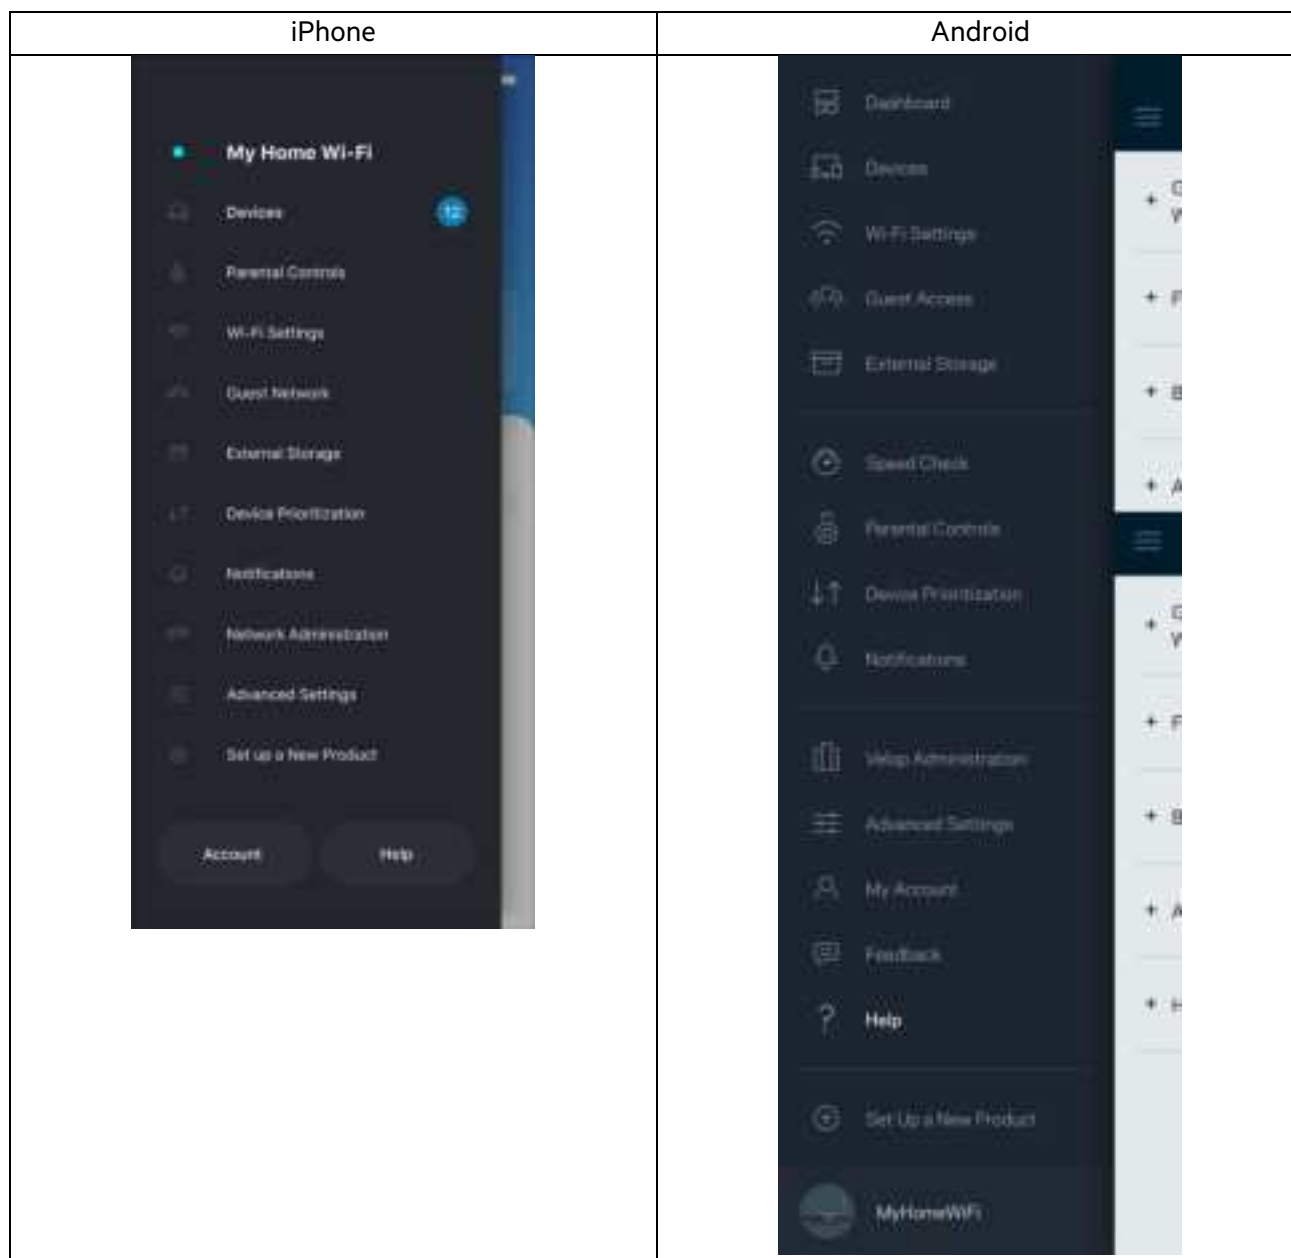 iPhone
Android
My Home Wi-Fi
Devices
12
Parental Controls
Wi-Fi Settings
Guest Network
External Storage
Device Prioritization
Notifications
Network Administration
Advanced Settings
Set up a New Product
Account
Help
Dashboard
Devices
Wi-Fi Settings
Guest Access
External Storage
Speed Check
Parental Controls
Device Prioritization
Notifications
Velop Administration
Advanced Settings
My Account
Feedback
Help
Set Up a New Product
MyHomeWiFi